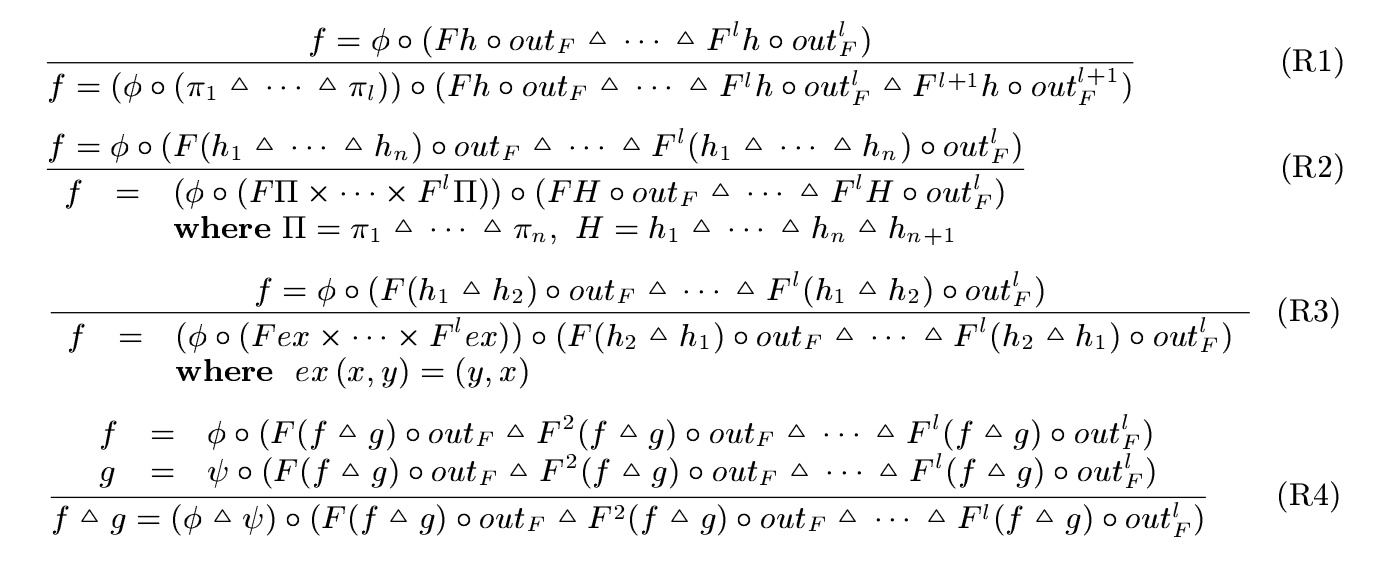 f = ϕ ∘ (Fh ∘ out_F △ ··· △ F^l h ∘ out_F^l)
(R1)
f = (ϕ ∘ (π_1 △ ··· △ π_l)) ∘ (Fh ∘ out_F △ ··· △ F^l h ∘ out_F^l △ F^{l+1} h ∘ out_F^{l+1})
f = ϕ ∘ (F(h_1 △ ··· △ h_n) ∘ out_F △ ··· △ F^l(h_1 △ ··· △ h_n) ∘ out_F^l)
(R2)
f = (ϕ ∘ (FΠ × ··· × F^l Π)) ∘ (FH ∘ out_F △ ··· △ F^l H ∘ out_F^l)
where Π = π_1 △ ··· △ π_n, H = h_1 △ ··· △ h_n △ h_{n+1}
f = ϕ ∘ (F(h_1 △ h_2) ∘ out_F △ ··· △ F^l(h_1 △ h_2) ∘ out_F^l)
(R3)
f = (ϕ ∘ (Fex × ··· × F^l ex)) ∘ (F(h_2 △ h_1) ∘ out_F △ ··· △ F^l(h_2 △ h_1) ∘ out_F^l)
where ex (x, y) = (y, x)
f = ϕ ∘ (F(f △ g) ∘ out_F △ F^2(f △ g) ∘ out_F △ ··· △ F^l(f △ g) ∘ out_F^l)
g = ψ ∘ (F(f △ g) ∘ out_F △ F^2(f △ g) ∘ out_F △ ··· △ F^l(f △ g) ∘ out_F^l)
(R4)
f △ g = (ϕ △ ψ) ∘ (F(f △ g) ∘ out_F △ F^2(f △ g) ∘ out_F △ ··· △ F^l(f △ g) ∘ out_F^l)